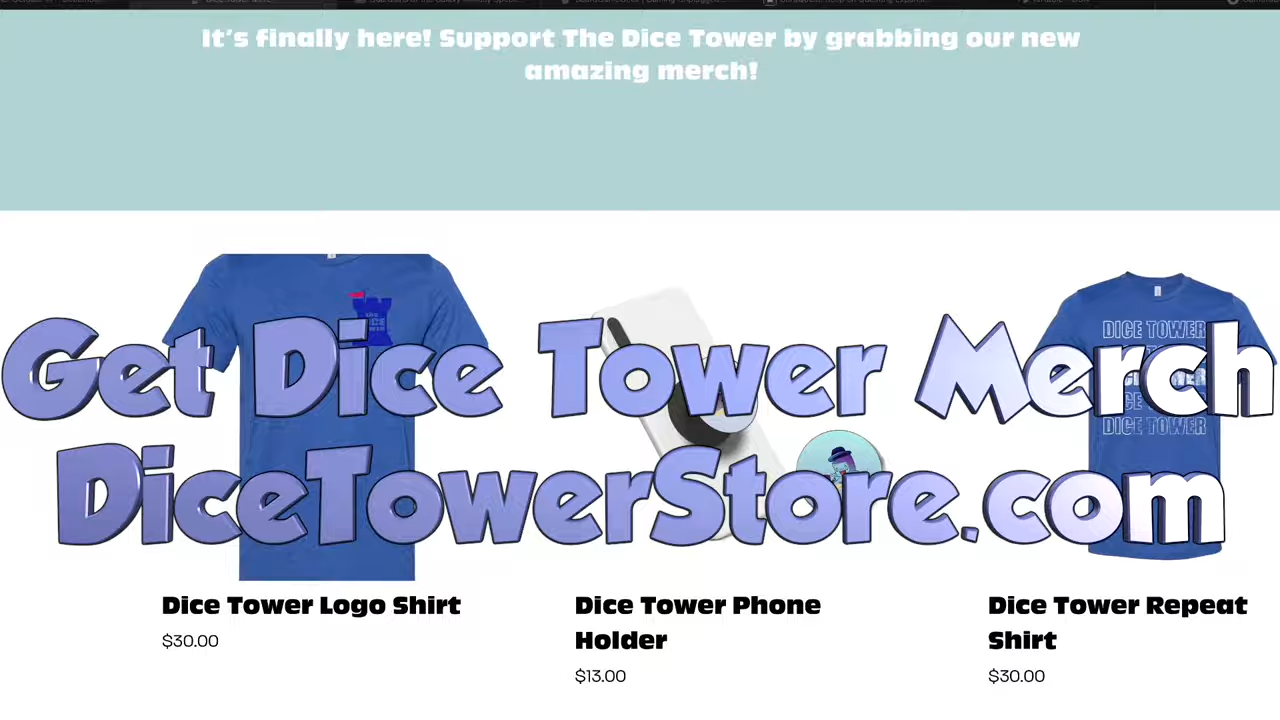 It's finally here! Support The Dice Tower by grabbing our new
amazing merch!
DICE TOWER
Get Dice Tower Merch
DICE TOWER
DiceTowerStore.com
Dice Tower Logo Shirt
$30.00
Dice Tower Phone
Holder
$13.00
Dice Tower Repeat
Shirt
$30.00